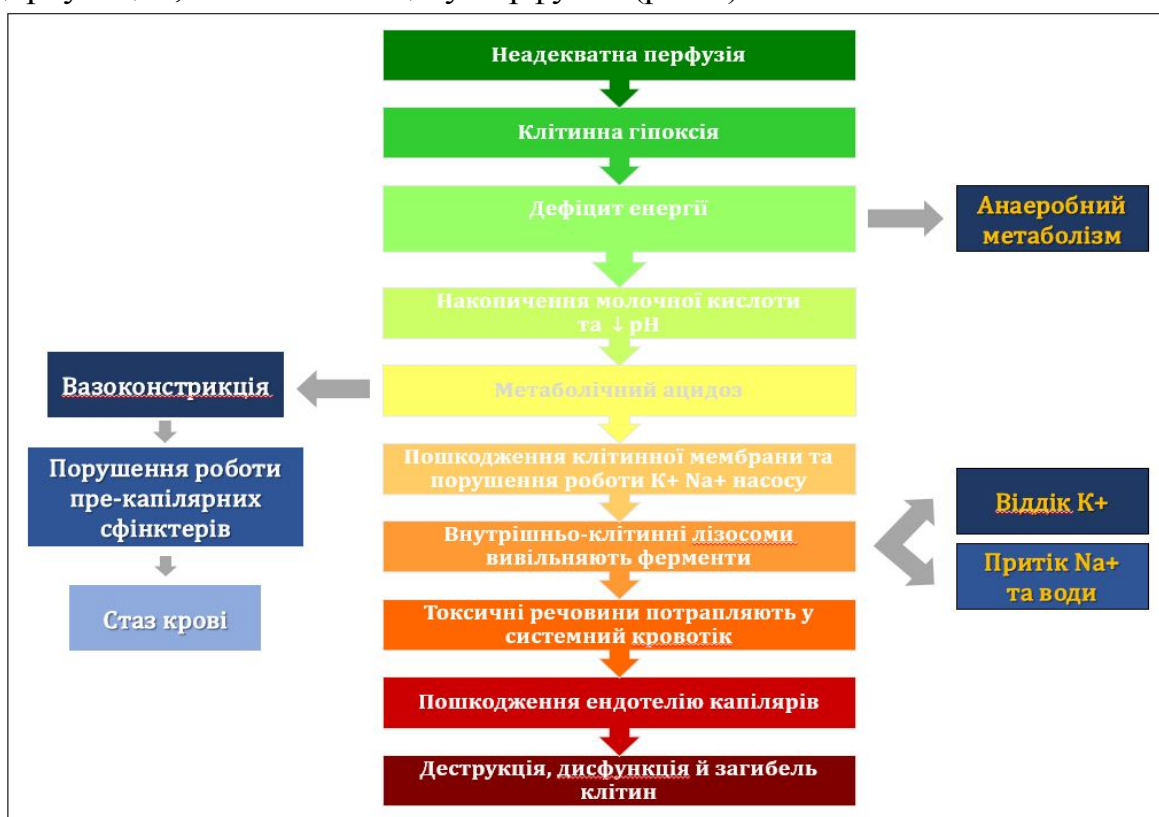 Неадекватна перфузія
Клітинна гіпоксія
Дефіцит енергії
Анаеробний
метаболізм
Накопичення молочної кислоти
та ↓ pH
Метаболічний ацидоз
Вазоконстрикція
Порушення роботи
пре-капілярних
сфінктерів
Стаз крові
Пошкодження клітинної мембрани та
порушення роботи K+ Na+ насосу
Внутрішньо-клітинні лізосоми
вивільняють ферменти
Віддік K+
Притік Na+
та води
Токсичні речовини потрапляють у
системний кровотік
Пошкодження ендотелію капілярів
Деструкція, дисфункція й загибель
клітин